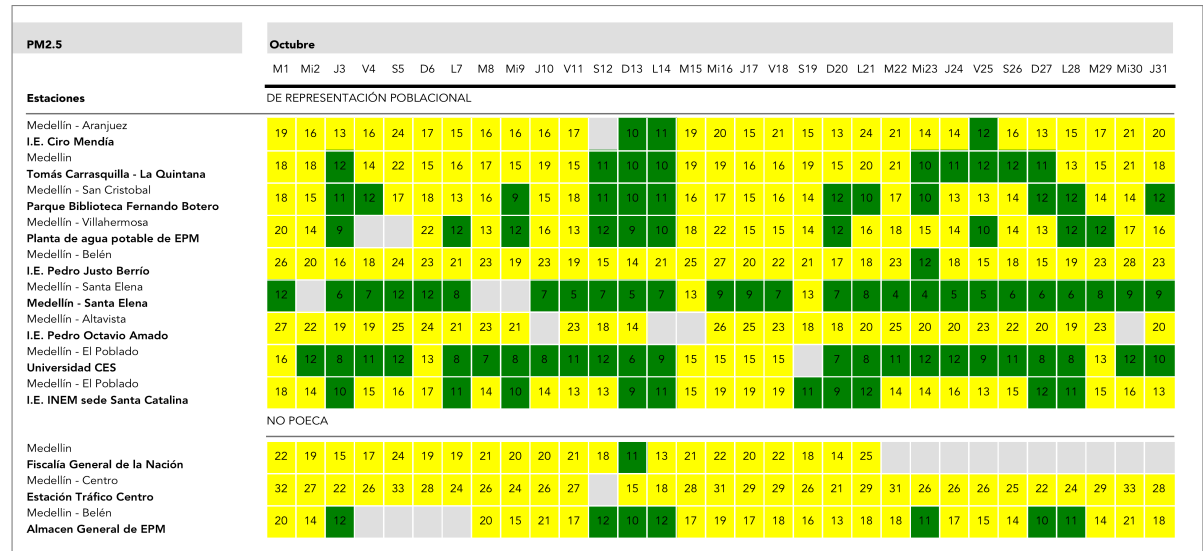 PM2.5 Octubre
M1 Mi2 J3 V4 S5 D6 L7 M8 Mi9 J10 V11 S12 D13 L14 M15 Mi16 J17 V18 S19 D20 L21 M22 Mi23 J24 V25 S26 D27 L28 M29 Mi30 J31
Estaciones DE REPRESENTACIÓN POBLACIONAL
Medellín - Aranjuez
I.E. Ciro Mendía
19 16 13 16 24 17 15 16 16 16 17 10 11 19 20 15 21 15 13 24 21 14 14 12 16 13 15 17 21 20
Medellin
Tomás Carrasquilla - La Quintana
18 18 12 14 22 15 16 17 15 19 15 11 10 10 19 19 16 16 19 15 20 21 10 11 12 12 11 13 15 21 18
Medellín - San Cristobal
Parque Biblioteca Fernando Botero
18 15 11 12 17 18 13 16 9 15 18 11 10 11 16 17 15 16 14 12 10 17 10 13 13 14 12 12 14 14 12
Medellín - Villahermosa
Planta de agua potable de EPM
20 14 9 22 12 13 12 16 13 12 9 10 18 22 15 15 14 12 16 18 15 14 10 14 13 12 12 17 16
Medellín - Belén
I.E. Pedro Justo Berrío
26 20 16 18 24 23 21 23 19 23 19 15 14 21 25 27 20 22 21 17 18 23 12 18 15 18 15 19 23 28 23
Medellín - Santa Elena
Medellín - Santa Elena
12 6 7 12 12 8 7 5 7 5 7 13 9 9 7 13 7 8 4 4 5 5 6 6 6 8 9 9
Medellín - Altavista
I.E. Pedro Octavio Amado
27 22 19 19 25 24 21 23 21 23 18 14 26 25 23 18 18 20 25 20 20 23 22 20 19 23 20
Medellín - El Poblado
Universidad CES
16 12 8 11 12 13 8 7 8 8 11 12 6 9 15 15 15 15 7 8 11 12 12 9 11 8 8 13 12 10
Medellín - El Poblado
I.E. INEM sede Santa Catalina
18 14 10 15 16 17 11 14 10 14 13 13 9 11 15 19 19 19 11 9 12 14 14 16 13 15 12 11 15 16 13
NO POECA
Medellin
Fiscalía General de la Nación
22 19 15 17 24 19 19 21 20 20 21 18 11 13 21 22 20 22 18 14 25
Medellín - Centro
Estación Tráfico Centro
32 27 22 26 33 28 24 26 24 26 27 15 18 28 31 29 29 26 21 29 31 26 26 26 25 22 24 29 33 28
Medellin - Belén
Almacen General de EPM
20 14 12 20 15 21 17 12 10 12 17 19 17 18 16 13 18 18 11 17 15 14 10 11 14 21 18